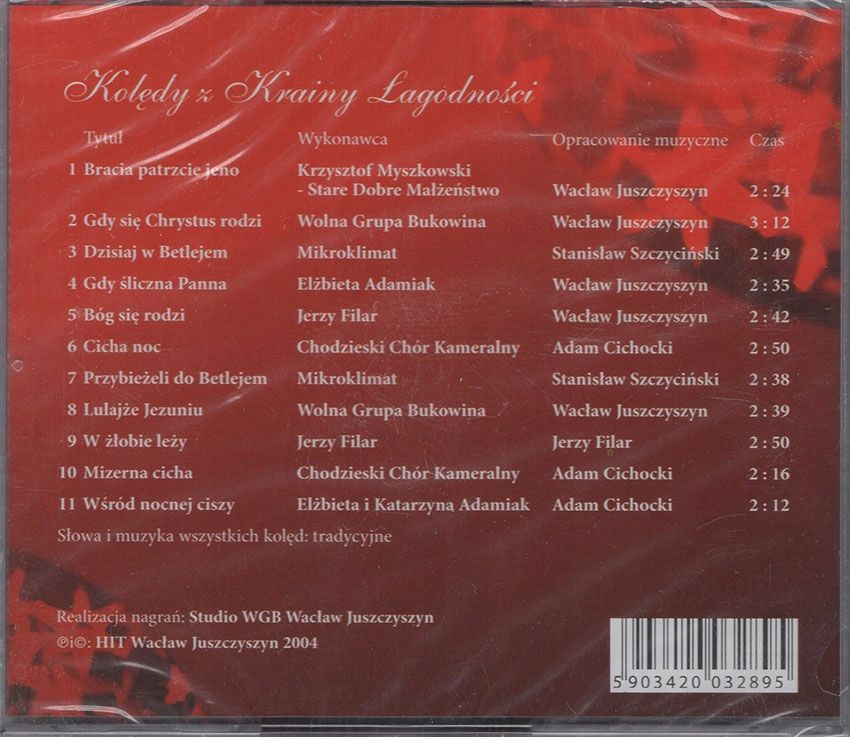 Kolędy z Krainy Łagodności
Tytuł Wykonawca Opracowanie muzyczne Czas
1 Bracia patrzcie jeno Krzysztof Myszkowski
- Stare Dobre Małżeństwo Wacław Juszczyszyn 2 : 24
2 Gdy się Chrystus rodzi Wolna Grupa Bukowina Wacław Juszczyszyn 3 : 12
3 Dzisiaj w Betlejem Mikroklimat Stanisław Szczyciński 2 : 49
4 Gdy śliczna Panna Elżbieta Adamiak Wacław Juszczyszyn 2 : 35
5 Bóg się rodzi Jerzy Filar Wacław Juszczyszyn 2 : 42
6 Cicha noc Chodzieski Chór Kameralny Adam Cichocki 2 : 50
7 Przybieżeli do Betlejem Mikroklimat Stanisław Szczyciński 2 : 38
8 Lulajże Jezuniu Wolna Grupa Bukowina Wacław Juszczyszyn 2 : 39
9 W żłobie leży Jerzy Filar Jerzy Filar 2 : 50
10 Mizerna cicha Chodzieski Chór Kameralny Adam Cichocki 2 : 16
11 Wśród nocnej ciszy Elżbieta i Katarzyna Adamiak Adam Cichocki 2 : 12
Słowa i muzyka wszystkich kolęd: tradycyjne
Realizacja nagrań: Studio WGB Wacław Juszczyszyn
℗i©: HIT Wacław Juszczyszyn 2004
5 903420 032895